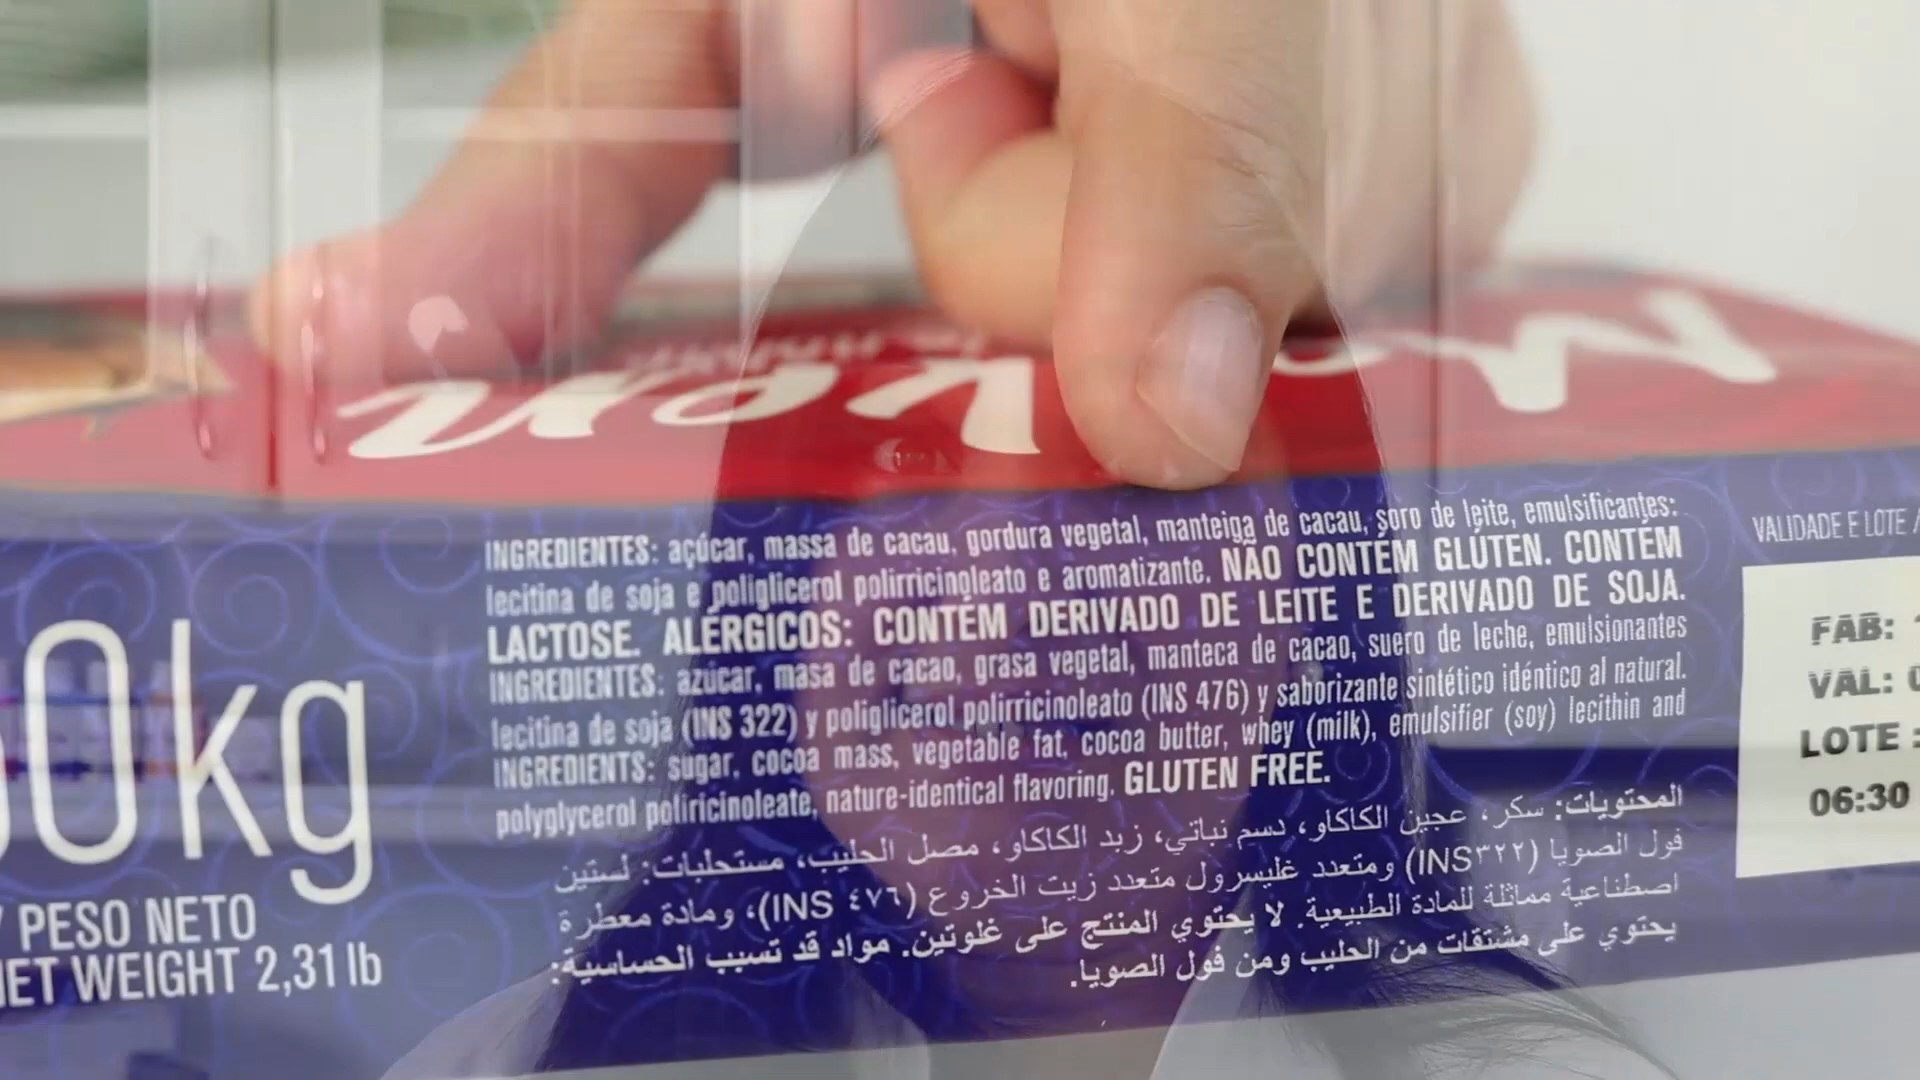 INGREDIENTES: açúcar, massa de cacau, gordura vegetal, manteiga de cacau, soro de leite, emulsificantes:
lecitina de soja e poliglicerol polirricinoleato e aromatizante. NÃO CONTÉM GLÚTEN. CONTÉM
LACTOSE. ALÉRGICOS: CONTÉM DERIVADO DE LEITE E DERIVADO DE SOJA.
INGREDIENTES: azúcar, masa de cacao, grasa vegetal, manteca de cacao, suero de leche, emulsionantes
lecitina de soja (INS 322) y poliglicerol polirricinoleato (INS 476) y saborizante sintético idéntico al natural.
INGREDIENTS: sugar, cocoa mass, vegetable fat, cocoa butter, whey (milk), emulsifier (soy) lecithin and
polyglycerol poliricinoleate, nature-identical flavoring. GLUTEN FREE.
المحتويات: سكر، عجين الكاكاو، دسم نباتي، زبد الكاكاو، مصل الحليب، مستحلبات: لستين
فول الصويا (INS٣٢٢) ومتعدد غليسرول متعدد زيت الخروع (INS ٤٧٦)، ومادة معطرة
اصطناعية مماثلة للمادة الطبيعية. لا يحتوي المنتج على غلوتين. مواد قد تسبب الحساسية:
يحتوي على مشتقات من الحليب ومن فول الصويا.
0kg
PESO NETO
NET WEIGHT 2,31 lb
VALIDADE E LOTE
FAB:
VAL: 0
LOTE :
06:30